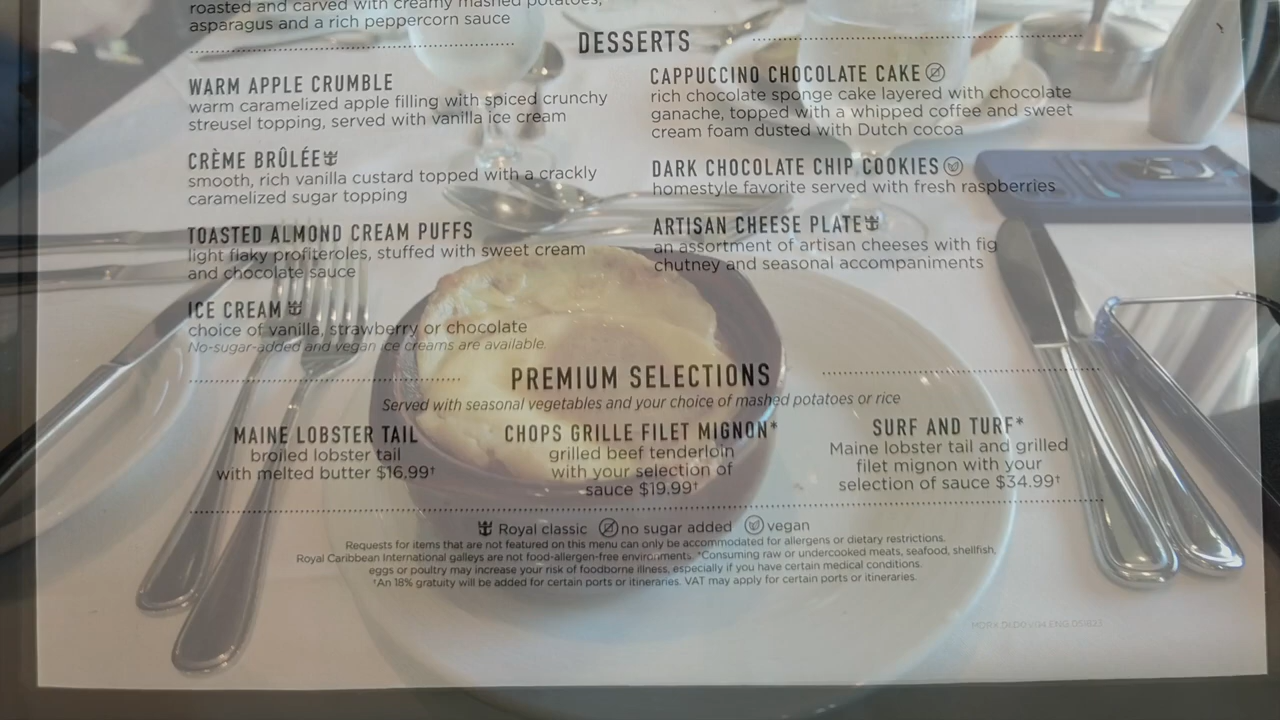 roasted and carved with creamy mashed potatoes,
asparagus and a rich peppercorn sauce
DESSERTS
WARM APPLE CRUMBLE
warm caramelized apple filling with spiced crunchy
streusel topping, served with vanilla ice cream
CRÈME BRÛLÉE
smooth, rich vanilla custard topped with a crackly
caramelized sugar topping
TOASTED ALMOND CREAM PUFFS
light flaky profiteroles, stuffed with sweet cream
and chocolate sauce
ICE CREAM
choice of vanilla, strawberry or chocolate
No-sugar-added and vegan ice creams are available.
CAPPUCCINO CHOCOLATE CAKE
rich chocolate sponge cake layered with chocolate
ganache, topped with a whipped coffee and sweet
cream foam dusted with Dutch cocoa
DARK CHOCOLATE CHIP COOKIES
homestyle favorite served with fresh raspberries
ARTISAN CHEESE PLATE
an assortment of artisan cheeses with fig
chutney and seasonal accompaniments
PREMIUM SELECTIONS
Served with seasonal vegetables and your choice of mashed potatoes or rice
MAINE LOBSTER TAIL
broiled lobster tail
with melted butter $16.99†
CHOPS GRILLE FILET MIGNON*
grilled beef tenderloin
with your selection of
sauce $19.99†
SURF AND TURF*
Maine lobster tail and grilled
filet mignon with your
selection of sauce $34.99†
Royal classic no sugar added vegan
Requests for items that are not featured on this menu can only be accommodated for allergens or dietary restrictions.
Royal Caribbean International galleys are not food-allergen-free environments. *Consuming raw or undercooked meats, seafood, shellfish,
eggs or poultry may increase your risk of foodborne illness, especially if you have certain medical conditions.
†An 18% gratuity will be added for certain ports or itineraries. VAT may apply for certain ports or itineraries.